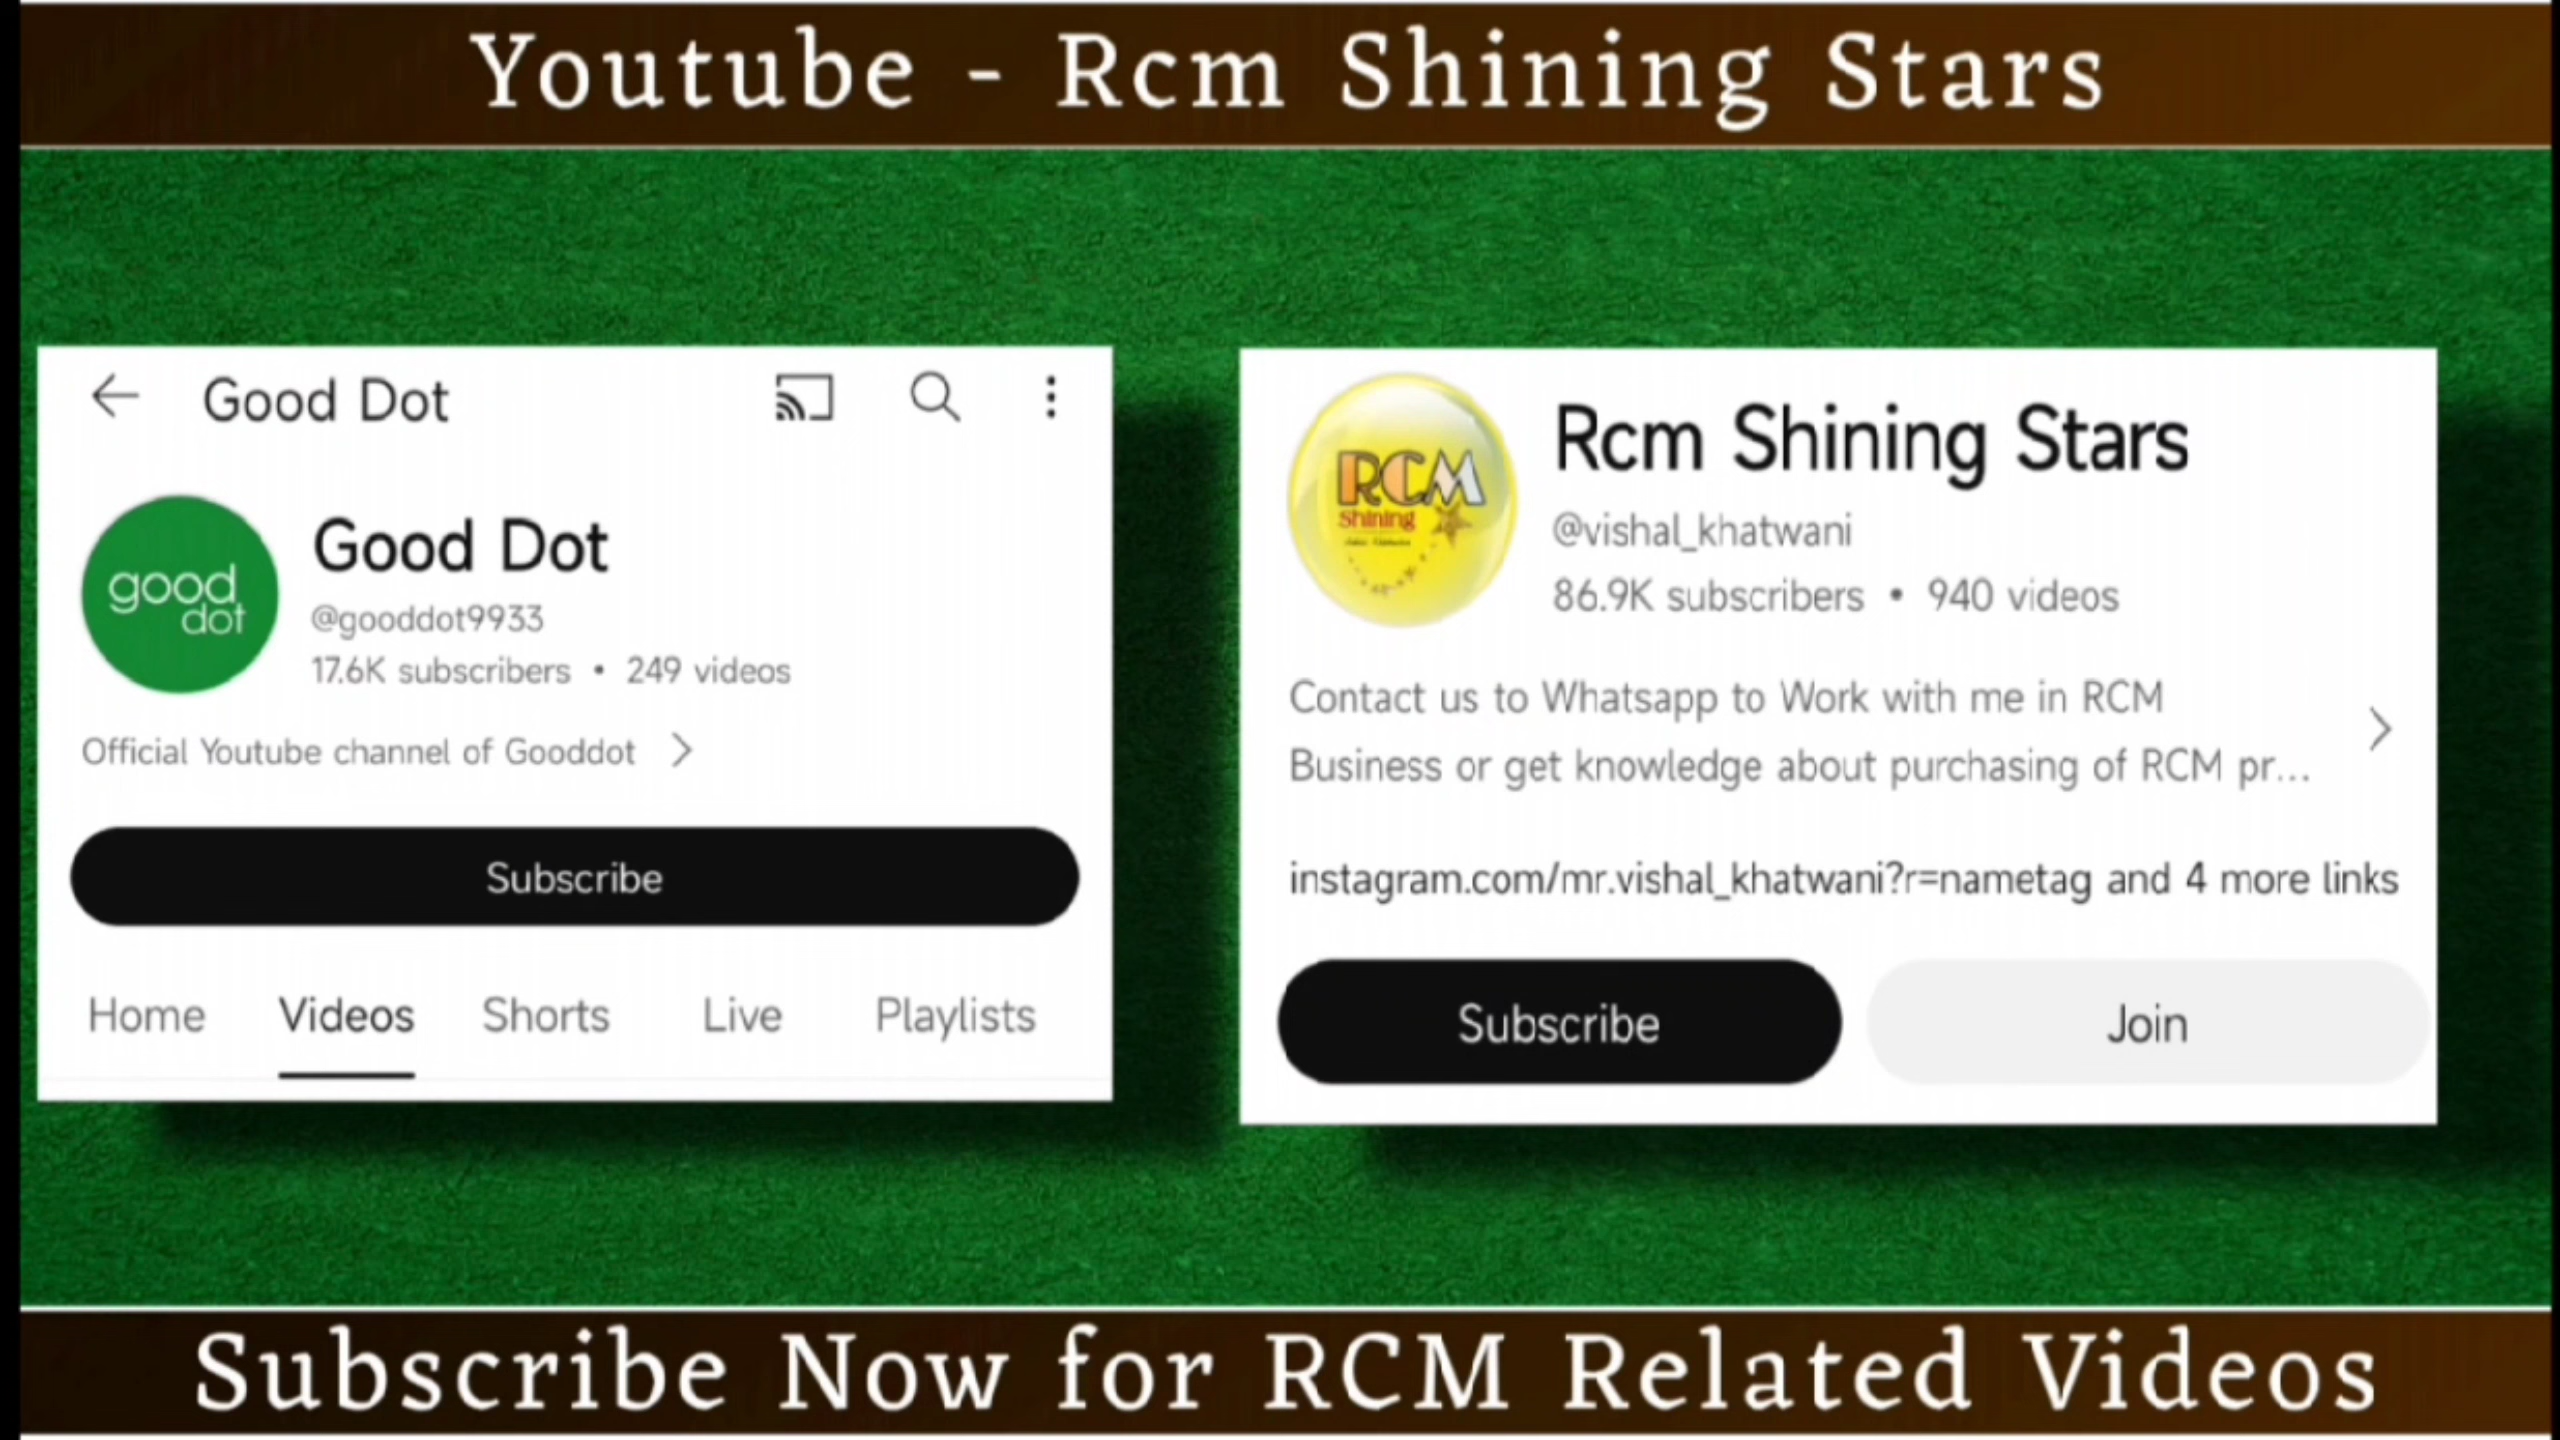 Youtube - Rcm Shining Stars
Good Dot
good
dot
Good Dot
@gooddot9933
17.6K subscribers • 249 videos
Official Youtube channel of Gooddot
Subscribe
Home Videos Shorts Live Playlists
RCM
Shining
Rcm Shining Stars
@vishal_khatwani
86.9K subscribers • 940 videos
Contact us to Whatsapp to Work with me in RCM
Business or get knowledge about purchasing of RCM pr...
instagram.com/mr.vishal_khatwani?r=nametag and 4 more links
Subscribe Join
Subscribe Now for RCM Related Videos